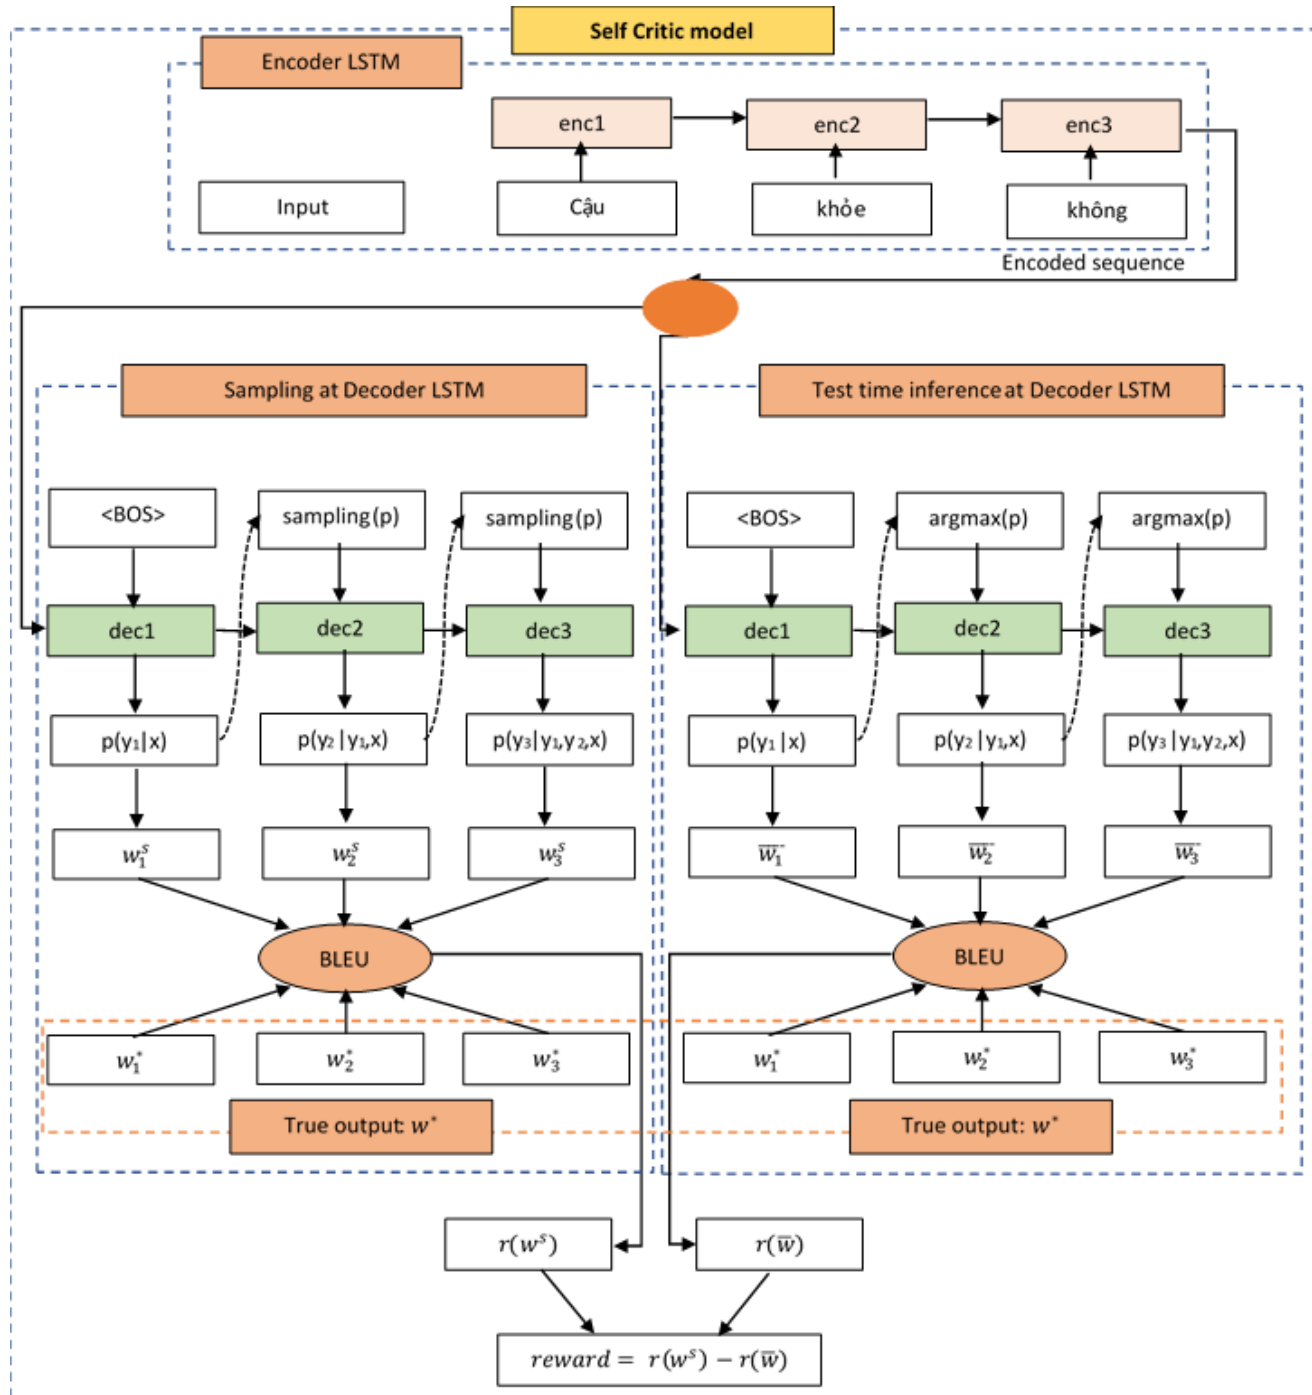 Self Critic model
Encoder LSTM
enc1
enc2
enc3
Input
Cậu
khỏe
không
Encoded sequence
Sampling at Decoder LSTM
<BOS>
sampling(p)
sampling(p)
dec1
dec2
dec3
p(y₁|x)
p(y₂|y₁,x)
p(y₃|y₁,y₂,x)
w₁ˢ
w₂ˢ
w₃ˢ
BLEU
w₁*
w₂*
w₃*
True output: w*
Test time inference at Decoder LSTM
<BOS>
argmax(p)
argmax(p)
dec1
dec2
dec3
p(y₁|x)
p(y₂|y₁,x)
p(y₃|y₁,y₂,x)
w̅₁
w̅₂
w̅₃
BLEU
w₁*
w₂*
w₃*
True output: w*
r(wˢ)
r(w̅)
reward = r(wˢ) − r(w̅)